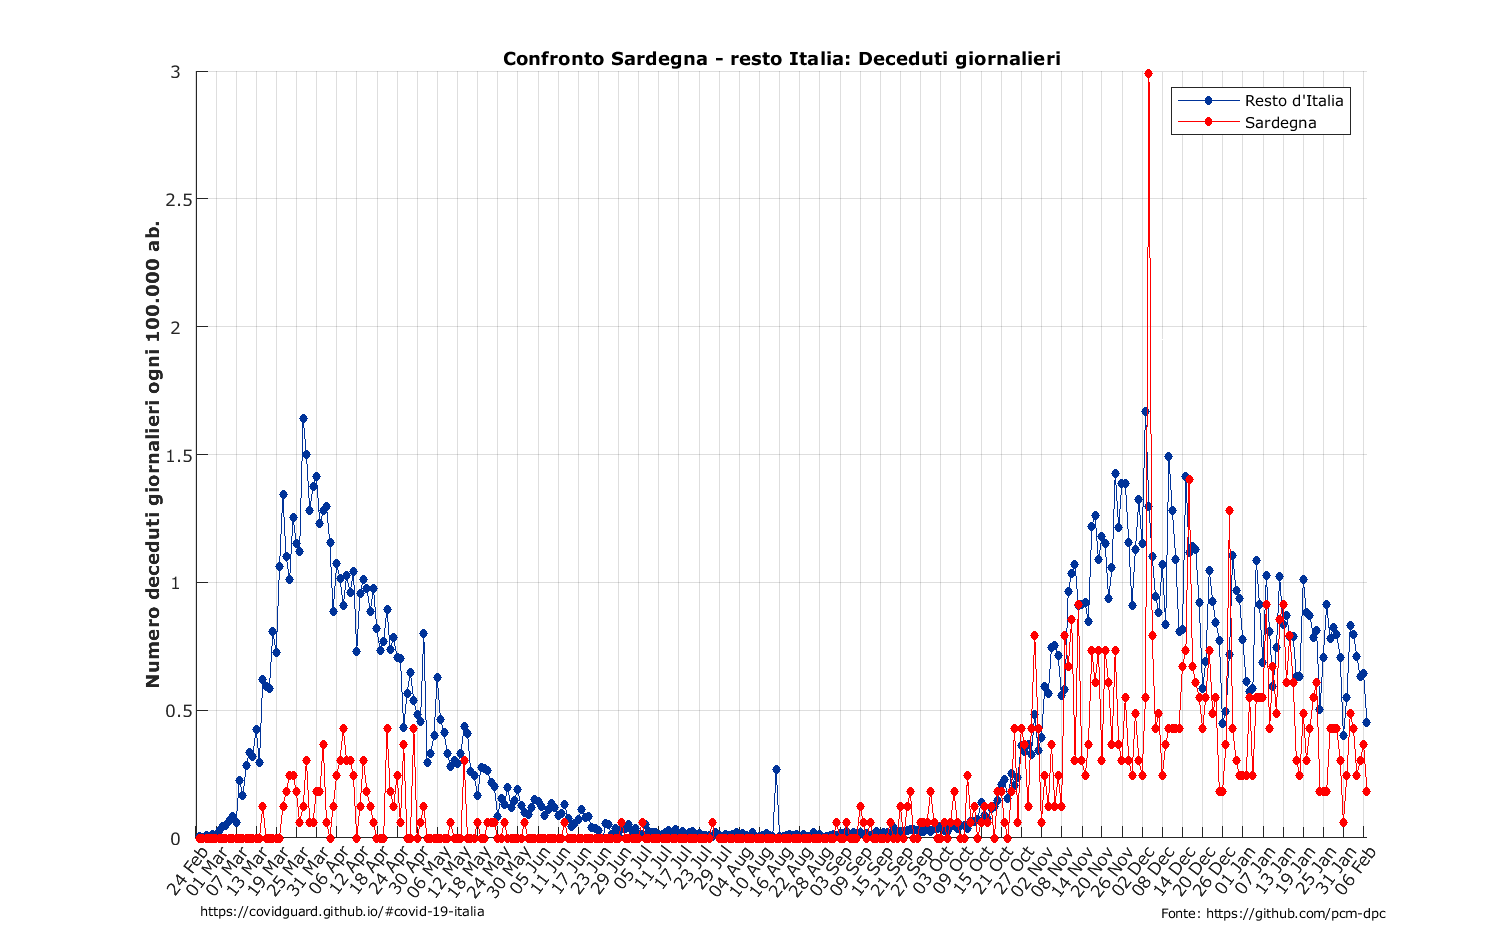 Confronto Sardegna - resto Italia: Deceduti giornalieri
Resto d'Italia
Sardegna
Numero deceduti giornalieri ogni 100.000 ab.
3
2.5
2
1.5
1
0.5
0
24 Feb
01 Mar
07 Mar
13 Mar
19 Mar
25 Mar
31 Mar
06 Apr
12 Apr
18 Apr
24 Apr
30 Apr
06 May
12 May
18 May
24 May
30 May
05 Jun
11 Jun
17 Jun
23 Jun
29 Jun
05 Jul
11 Jul
17 Jul
23 Jul
29 Jul
04 Aug
10 Aug
16 Aug
22 Aug
28 Aug
03 Sep
09 Sep
15 Sep
21 Sep
27 Sep
03 Oct
09 Oct
15 Oct
21 Oct
27 Oct
02 Nov
08 Nov
14 Nov
20 Nov
26 Nov
02 Dec
08 Dec
14 Dec
20 Dec
26 Dec
01 Jan
07 Jan
13 Jan
19 Jan
25 Jan
31 Jan
06 Feb
https://covidguard.github.io/#covid-19-italia
Fonte: https://github.com/pcm-dpc